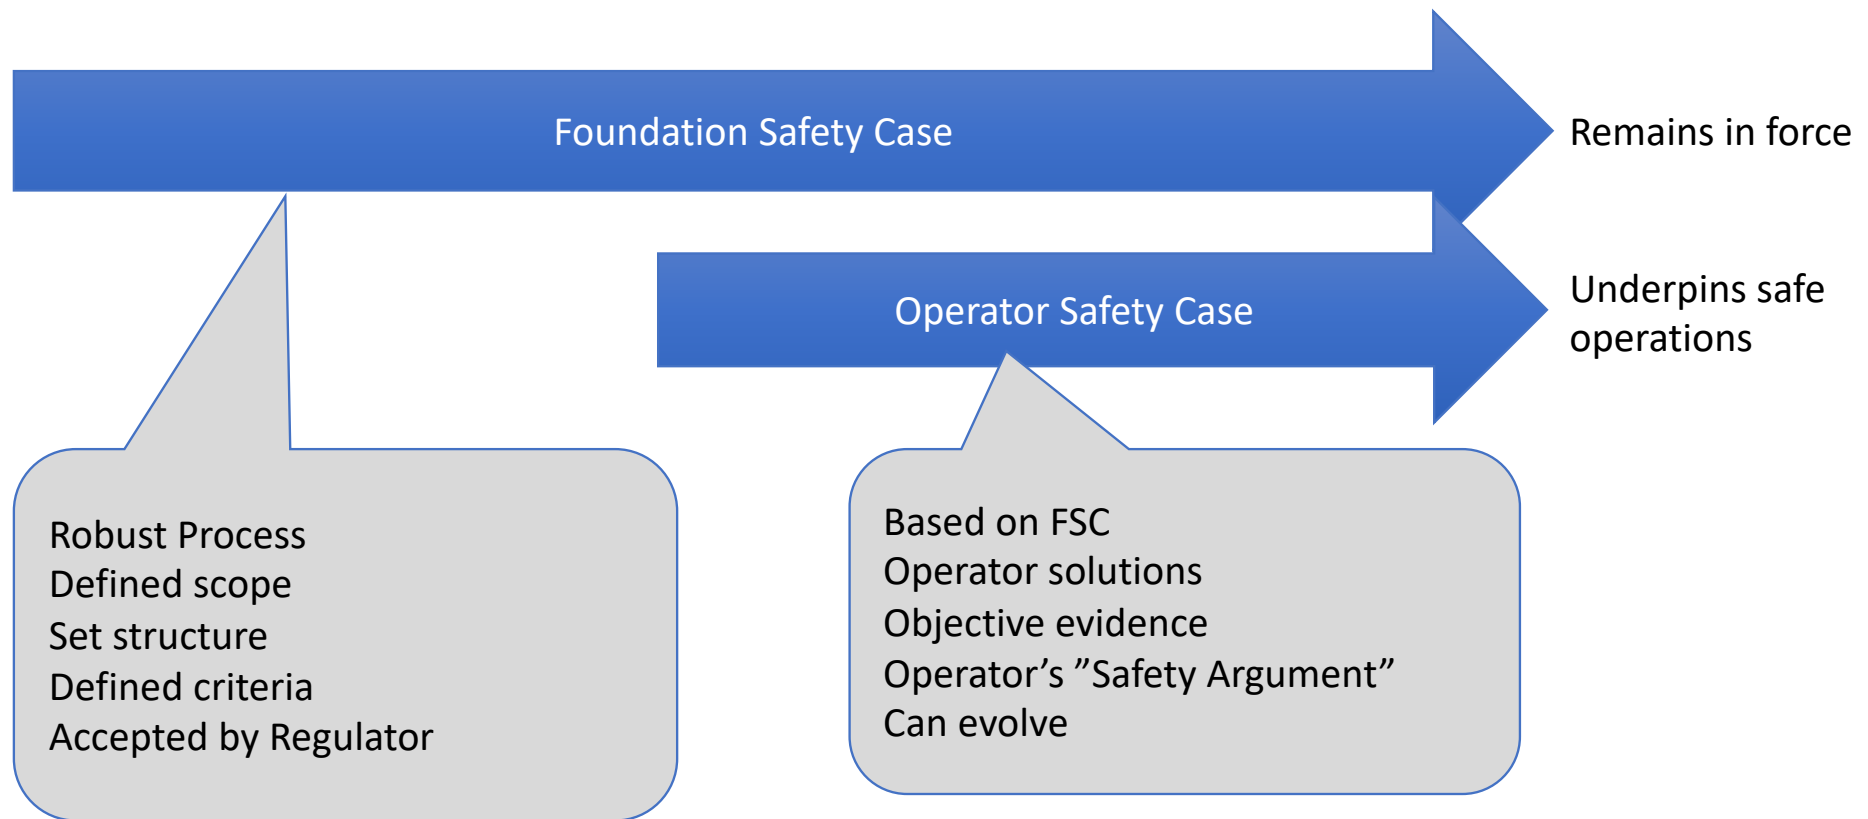 Foundation Safety Case
Remains in force
Operator Safety Case
Underpins safe
operations
Robust Process
Defined scope
Set structure
Defined criteria
Accepted by Regulator
Based on FSC
Operator solutions
Objective evidence
Operator’s ”Safety Argument”
Can evolve